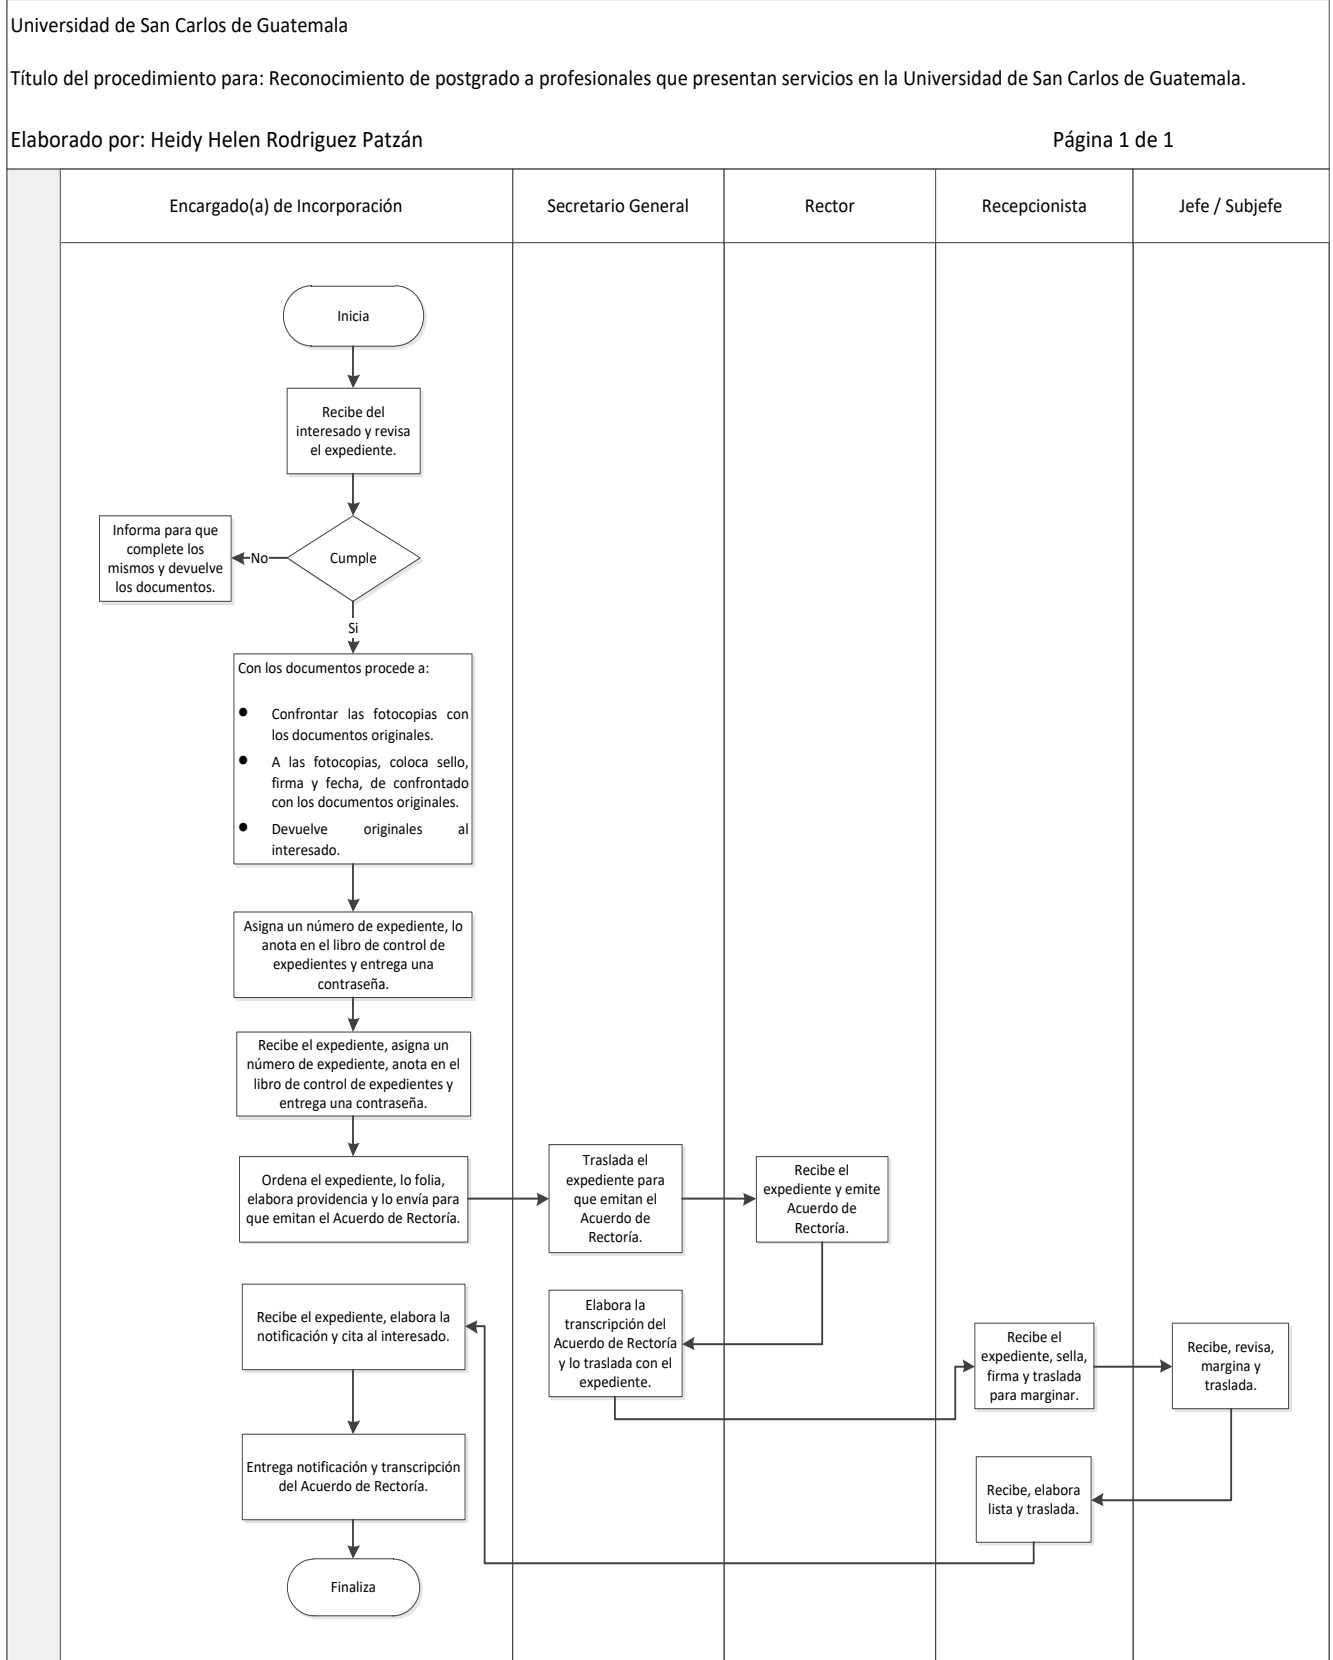 Universidad de San Carlos de Guatemala
Título del procedimiento para: Reconocimiento de postgrado a profesionales que presentan servicios en la Universidad de San Carlos de Guatemala.
Elaborado por: Heidy Helen Rodriguez Patzán
Página 1 de 1
Encargado(a) de Incorporación
Secretario General
Rector
Recepcionista
Jefe / Subjefe
Inicia
Recibe del
interesado y revisa
el expediente.
Cumple
No
Informa para que
complete los
mismos y devuelve
los documentos.
Si
Con los documentos procede a:
● Confrontar las fotocopias con
los documentos originales.
● A las fotocopias, coloca sello,
firma y fecha, de confrontado
con los documentos originales.
● Devuelve originales al
interesado.
Asigna un número de expediente, lo
anota en el libro de control de
expedientes y entrega una
contraseña.
Recibe el expediente, asigna un
número de expediente, anota en el
libro de control de expedientes y
entrega una contraseña.
Ordena el expediente, lo folia,
elabora providencia y lo envía para
que emitan el Acuerdo de Rectoría.
Traslada el
expediente para
que emitan el
Acuerdo de
Rectoría.
Recibe el
expediente y emite
Acuerdo de
Rectoría.
Elabora la
transcripción del
Acuerdo de Rectoría
y lo traslada con el
expediente.
Recibe el
expediente, sella,
firma y traslada
para marginar.
Recibe, revisa,
margina y
traslada.
Recibe, elabora
lista y traslada.
Recibe el expediente, elabora la
notificación y cita al interesado.
Entrega notificación y transcripción
del Acuerdo de Rectoría.
Finaliza